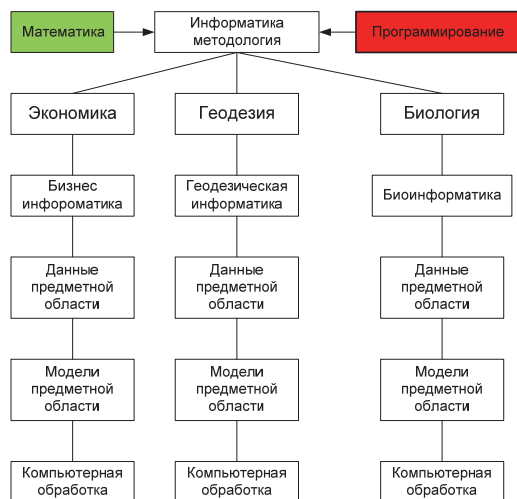 Математика
Информатика
методология
Программирование
Экономика
Геодезия
Биология
Бизнес
инфороматика
Геодезическая
информатика
Биоинформатика
Данные
предметной
области
Данные
предметной
области
Данные
предметной
области
Модели
предметной
области
Модели
предметной
области
Модели
предметной
области
Компьютерная
обработка
Компьютерная
обработка
Компьютерная
обработка